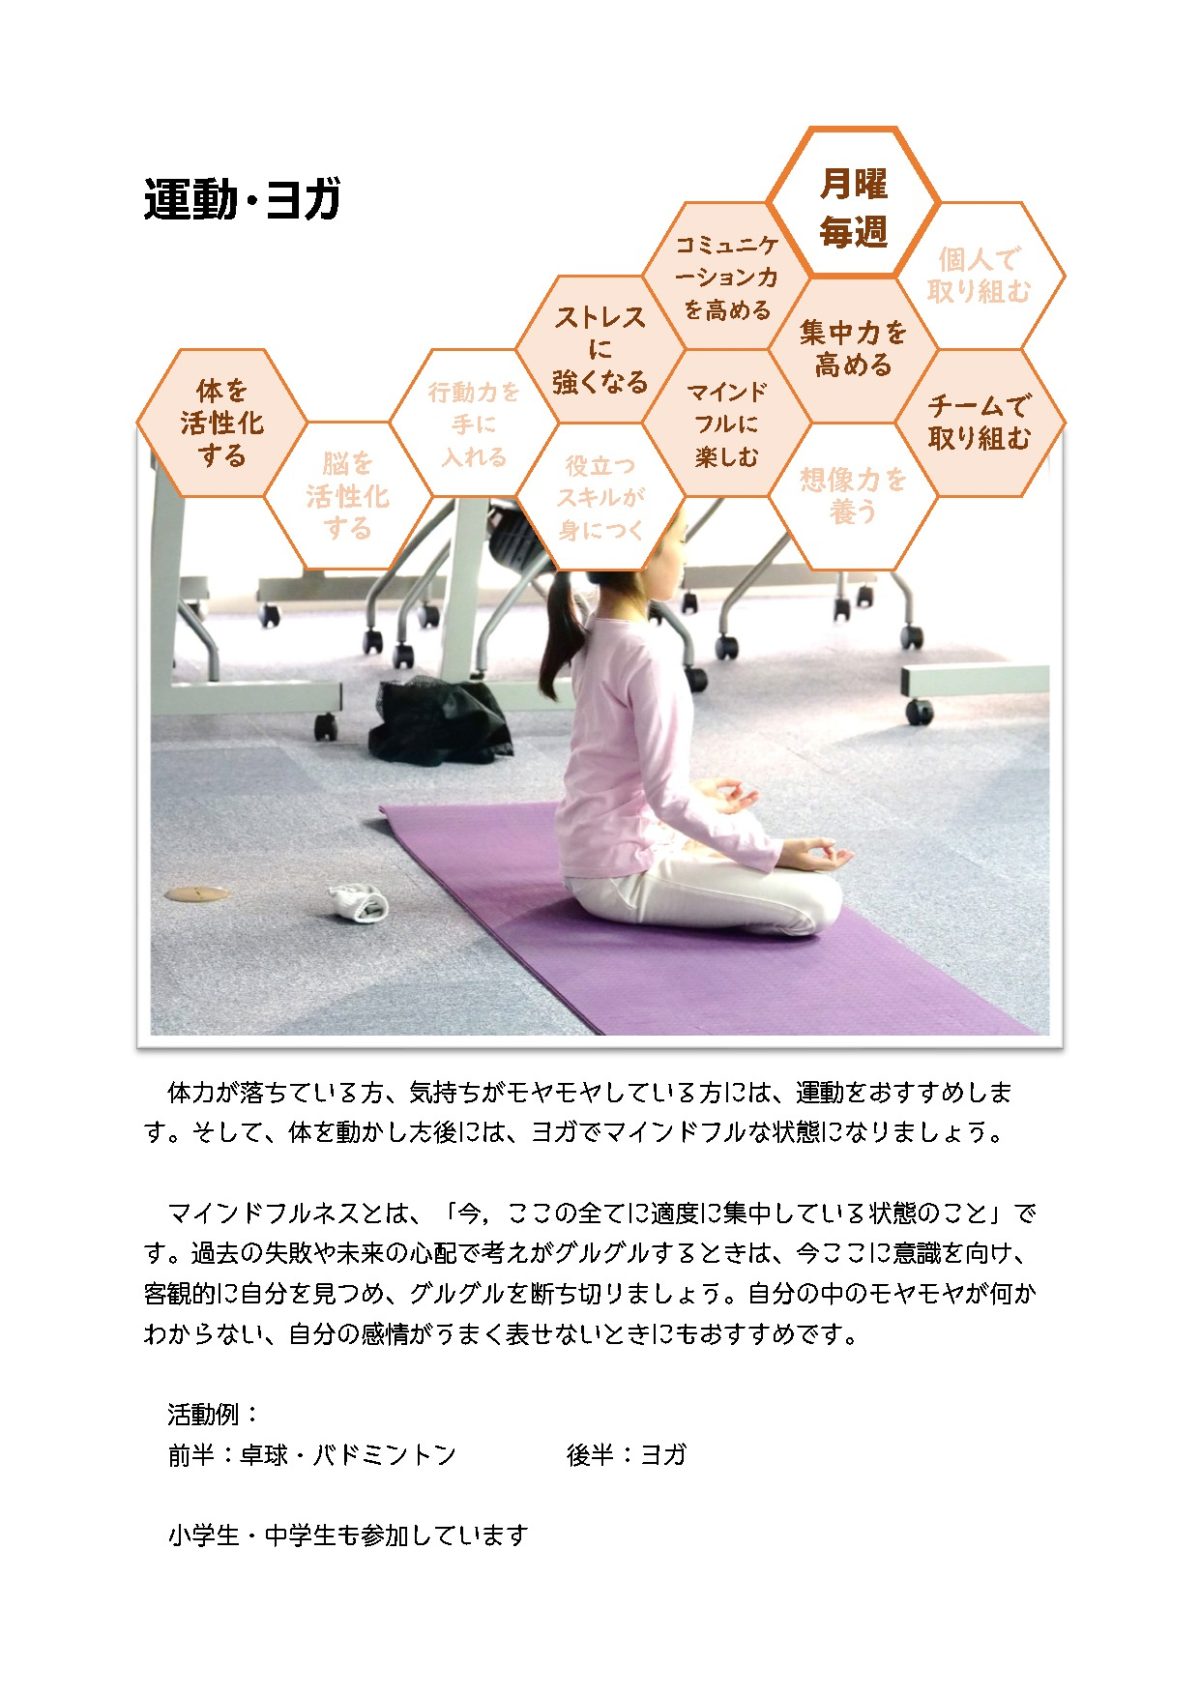 運動・ヨガ
月曜
毎週
コミュニケ
ーション力
を高める
個人で
取り組む
ストレス
に
強くなる
集中力を
高める
体を
活性化
する
行動力を
手に
入れる
マインド
フルに
楽しむ
チームで
取り組む
脳を
活性化
する
役立つ
スキルが
身につく
想像力を
養う
体力が落ちている方、気持ちがモヤモヤしている方には、運動をおすすめしま
す。そして、体を動かした後には、ヨガでマインドフルな状態になりましょう。
マインドフルネスとは、「今，ここの全てに適度に集中している状態のこと」で
す。過去の失敗や未来の心配で考えがグルグルするときは、今ここに意識を向け、
客観的に自分を見つめ、グルグルを断ち切りましょう。自分の中のモヤモヤが何か
わからない、自分の感情がうまく表せないときにもおすすめです。
活動例：
前半：卓球・バドミントン　　　　後半：ヨガ
小学生・中学生も参加しています